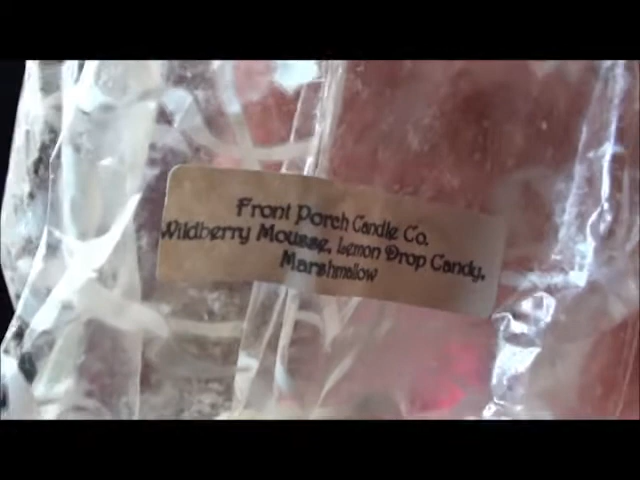 Front Porch Candle Co.
Wildberry Mousse, Lemon Drop Candy,
Marshmallow